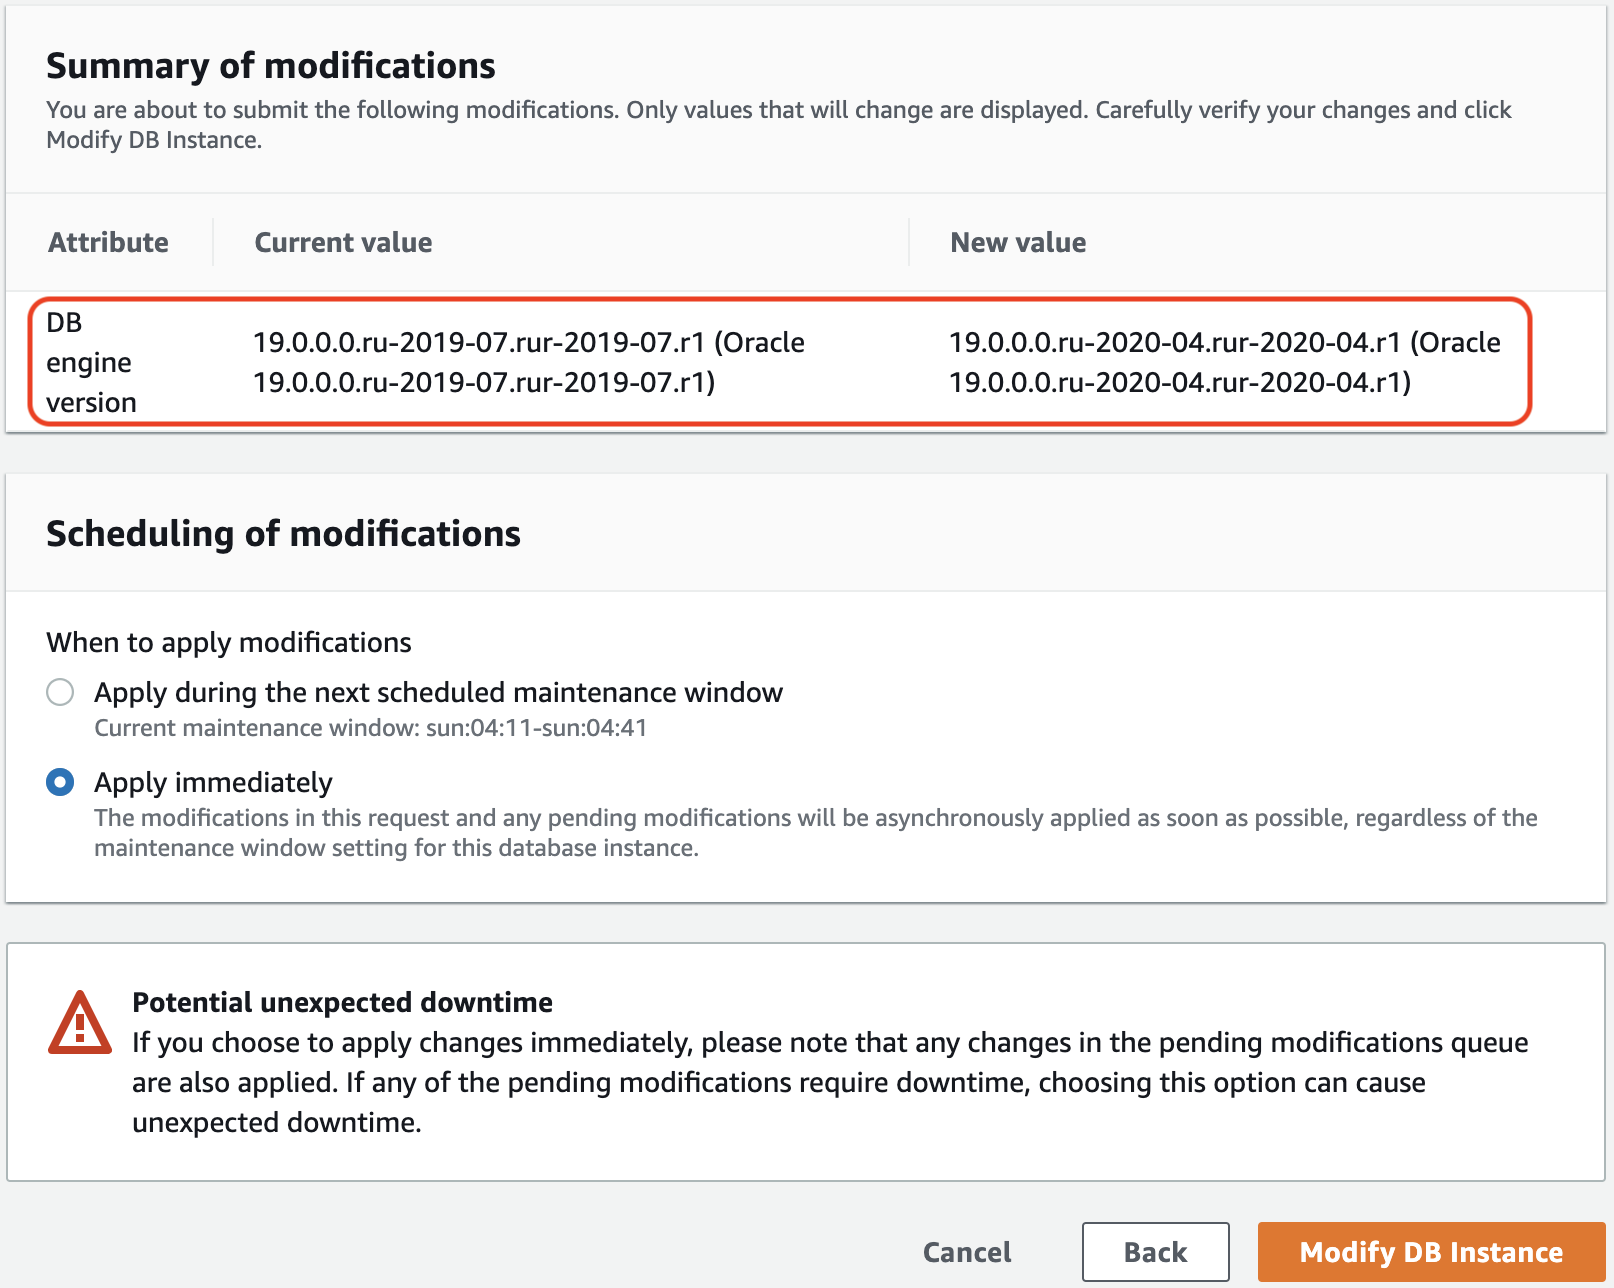 Summary of modifications
You are about to submit the following modifications. Only values that will change are displayed. Carefully verify your changes and click
Modify DB Instance.
Attribute
Current value
New value
DB
engine
version
19.0.0.0.ru-2019-07.rur-2019-07.r1 (Oracle
19.0.0.0.ru-2019-07.rur-2019-07.r1)
19.0.0.0.ru-2020-04.rur-2020-04.r1 (Oracle
19.0.0.0.ru-2020-04.rur-2020-04.r1)
Scheduling of modifications
When to apply modifications
Apply during the next scheduled maintenance window
Current maintenance window: sun:04:11-sun:04:41
Apply immediately
The modifications in this request and any pending modifications will be asynchronously applied as soon as possible, regardless of the
maintenance window setting for this database instance.
Potential unexpected downtime
If you choose to apply changes immediately, please note that any changes in the pending modifications queue
are also applied. If any of the pending modifications require downtime, choosing this option can cause
unexpected downtime.
Cancel
Back
Modify DB Instance